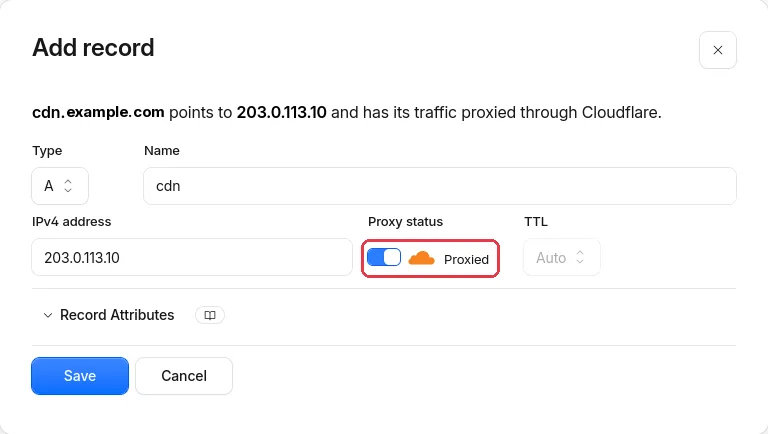 Add record
cdn.example.com points to 203.0.113.10 and has its traffic proxied through Cloudflare.
Type
Name
A
cdn
IPv4 address
Proxy status
TTL
203.0.113.10
Proxied
Auto
Record Attributes
Save
Cancel